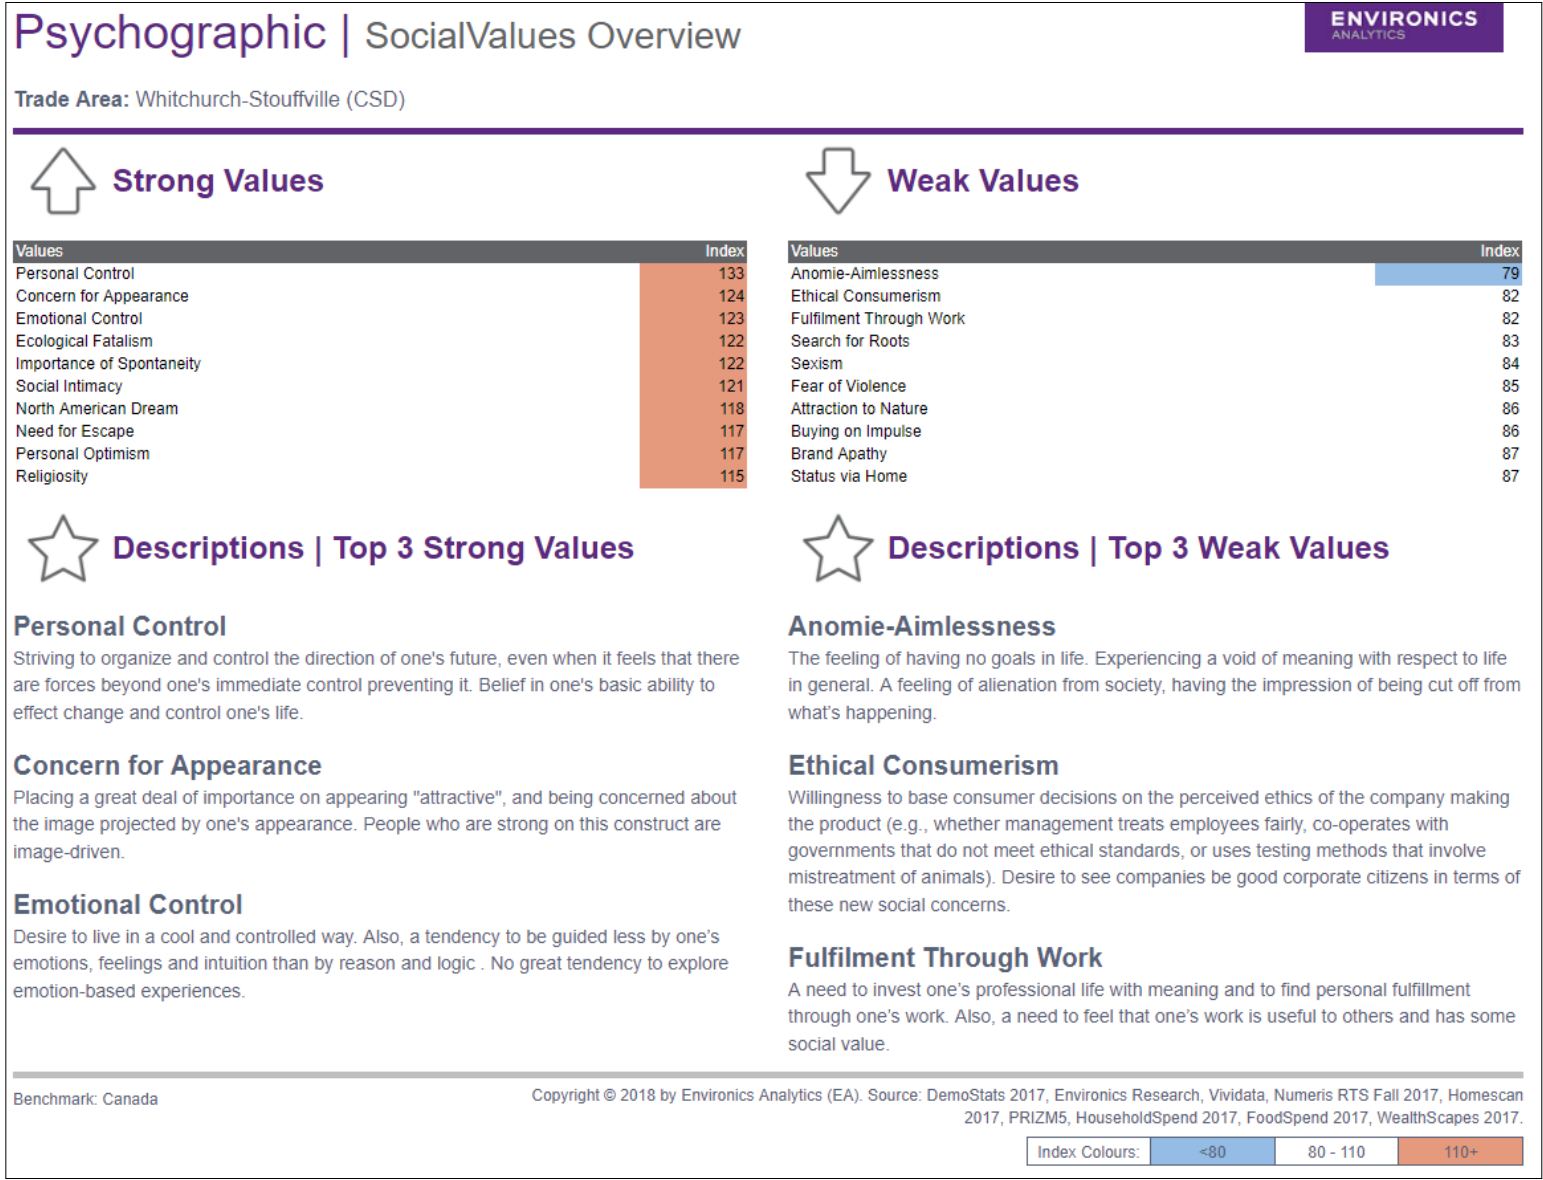 Psychographic | SocialValues Overview
ENVIRONICS
ANALYTICS
Trade Area: Whitchurch-Stouffville (CSD)
Strong Values
Values Index
Personal Control 133
Concern for Appearance 124
Emotional Control 123
Ecological Fatalism 122
Importance of Spontaneity 122
Social Intimacy 121
North American Dream 118
Need for Escape 117
Personal Optimism 117
Religiosity 115
Weak Values
Values Index
Anomie-Aimlessness 79
Ethical Consumerism 82
Fulfilment Through Work 82
Search for Roots 83
Sexism 84
Fear of Violence 85
Attraction to Nature 86
Buying on Impulse 86
Brand Apathy 87
Status via Home 87
Descriptions | Top 3 Strong Values
Personal Control
Striving to organize and control the direction of one's future, even when it feels that there
are forces beyond one's immediate control preventing it. Belief in one's basic ability to
effect change and control one's life.
Concern for Appearance
Placing a great deal of importance on appearing "attractive", and being concerned about
the image projected by one's appearance. People who are strong on this construct are
image-driven.
Emotional Control
Desire to live in a cool and controlled way. Also, a tendency to be guided less by one’s
emotions, feelings and intuition than by reason and logic . No great tendency to explore
emotion-based experiences.
Descriptions | Top 3 Weak Values
Anomie-Aimlessness
The feeling of having no goals in life. Experiencing a void of meaning with respect to life
in general. A feeling of alienation from society, having the impression of being cut off from
what’s happening.
Ethical Consumerism
Willingness to base consumer decisions on the perceived ethics of the company making
the product (e.g., whether management treats employees fairly, co-operates with
governments that do not meet ethical standards, or uses testing methods that involve
mistreatment of animals). Desire to see companies be good corporate citizens in terms of
these new social concerns.
Fulfilment Through Work
A need to invest one’s professional life with meaning and to find personal fulfillment
through one’s work. Also, a need to feel that one’s work is useful to others and has some
social value.
Benchmark: Canada
Copyright © 2018 by Environics Analytics (EA). Source: DemoStats 2017, Environics Research, Vividata, Numeris RTS Fall 2017, Homescan
2017, PRIZM5, HouseholdSpend 2017, FoodSpend 2017, WealthScapes 2017.
Index Colours: <80 80 - 110 110+